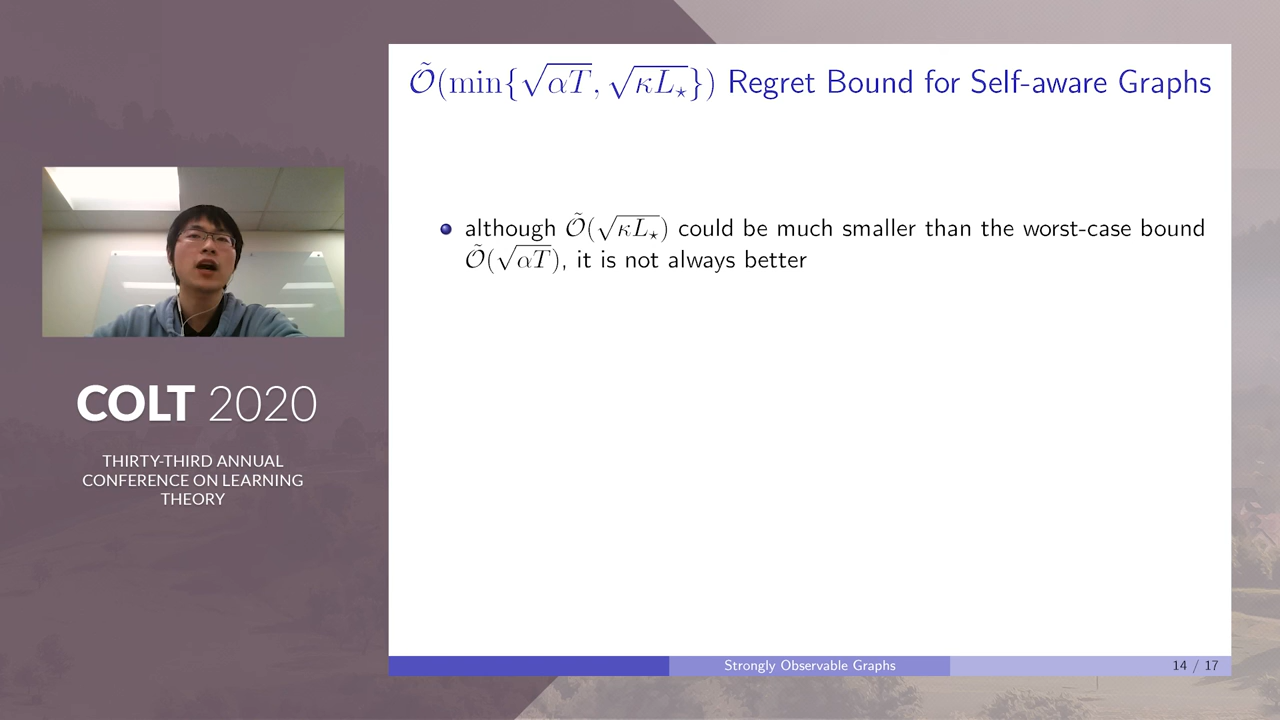 Õ(min{√αT, √κL⋆}) Regret Bound for Self-aware Graphs
although Õ(√κL⋆) could be much smaller than the worst-case bound
Õ(√αT), it is not always better
COLT 2020
THIRTY-THIRD ANNUAL
CONFERENCE ON LEARNING
THEORY
Strongly Observable Graphs
14 / 17